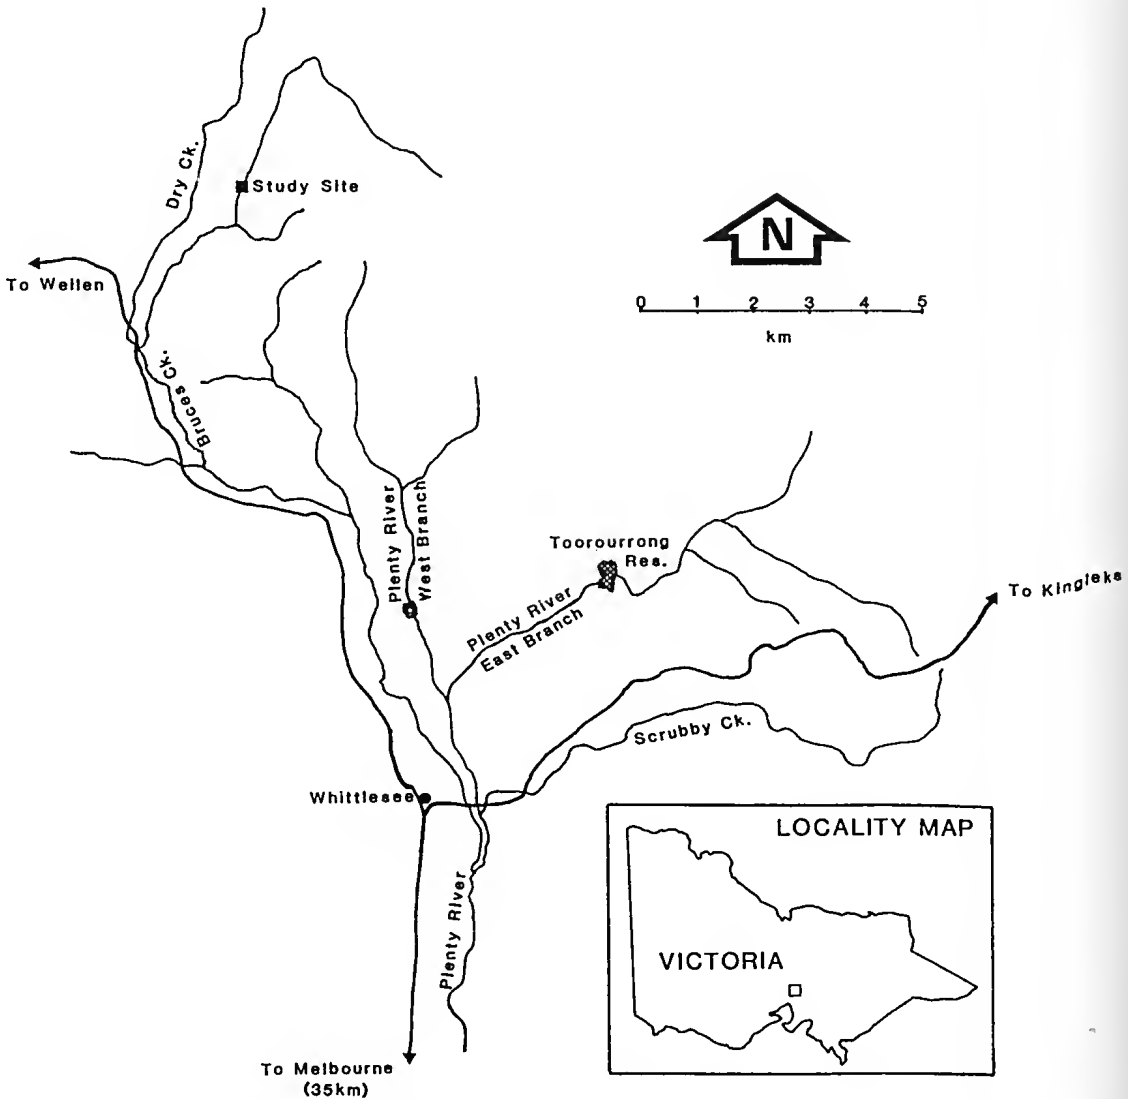 Dry Ck.
Study Site
N
To Wellen
0 1 2 3 4 5
km
Bruces Ck.
Plenty River
West Branch
Toorourrong
Res.
Plenty River
East Branch
To Kinglake
Scrubby Ck.
Whittlesee
LOCALITY MAP
VICTORIA
Plenty River
To Melbourne
(35km)